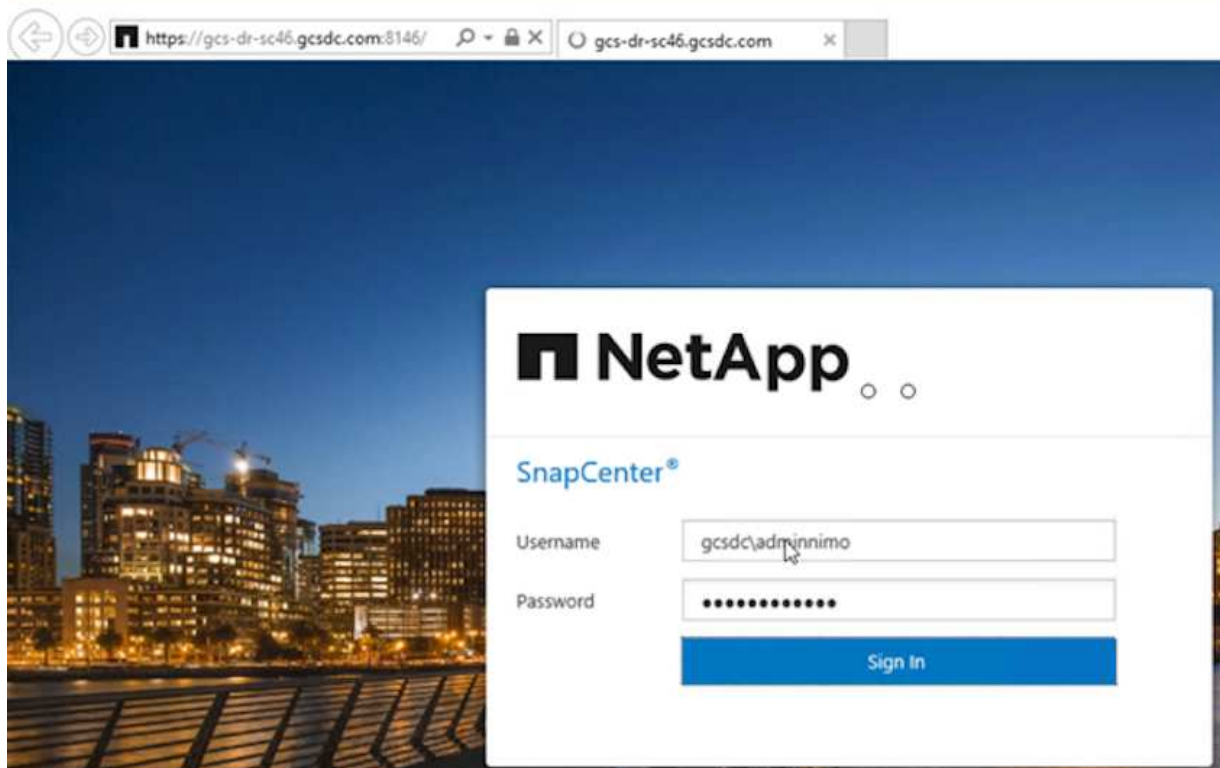 https://gcs-dr-sc46.gcsdc.com:8146/
gcs-dr-sc46.gcsdc.com
NetApp
SnapCenter®
Username
gcsdc\adminnimo
Password
••••••••••••
Sign In